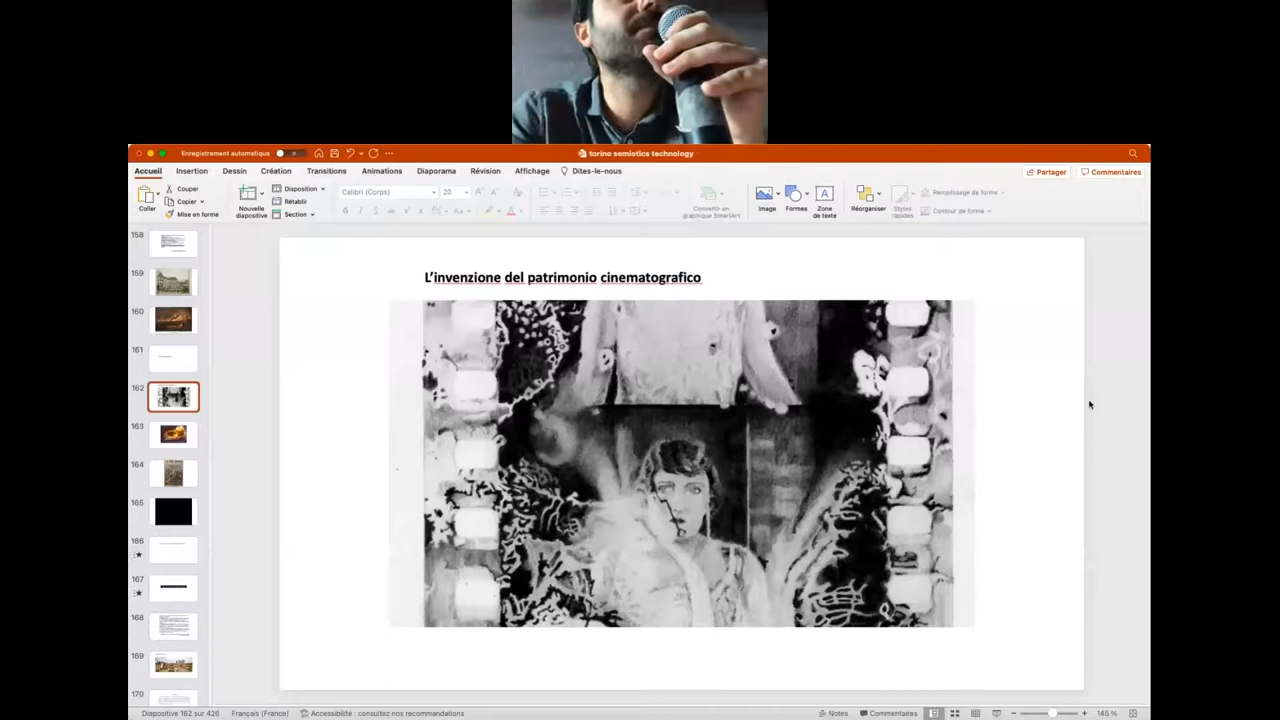 Enregistrement automatique
torino semiotics technology
Accueil Insertion Dessin Création Transitions Animations Diaporama Révision Affichage Dites-le-nous
Partager Commentaires
Coller
Couper
Copier
Mise en forme
Nouvelle
diapositive
Disposition
Rétablir
Section
Calibri (Corps) 20
Convertir en
graphique SmartArt
Image
Formes
Zone
de texte
Réorganiser
Styles
rapides
Remplissage de forme
Contour de forme
158
159
160
161
162
163
164
165
166
167
168
169
170
L'invenzione del patrimonio cinematografico
Diapositive 162 sur 426 Français (France) Accessibilité : consultez nos recommandations Notes Commentaires 145 %